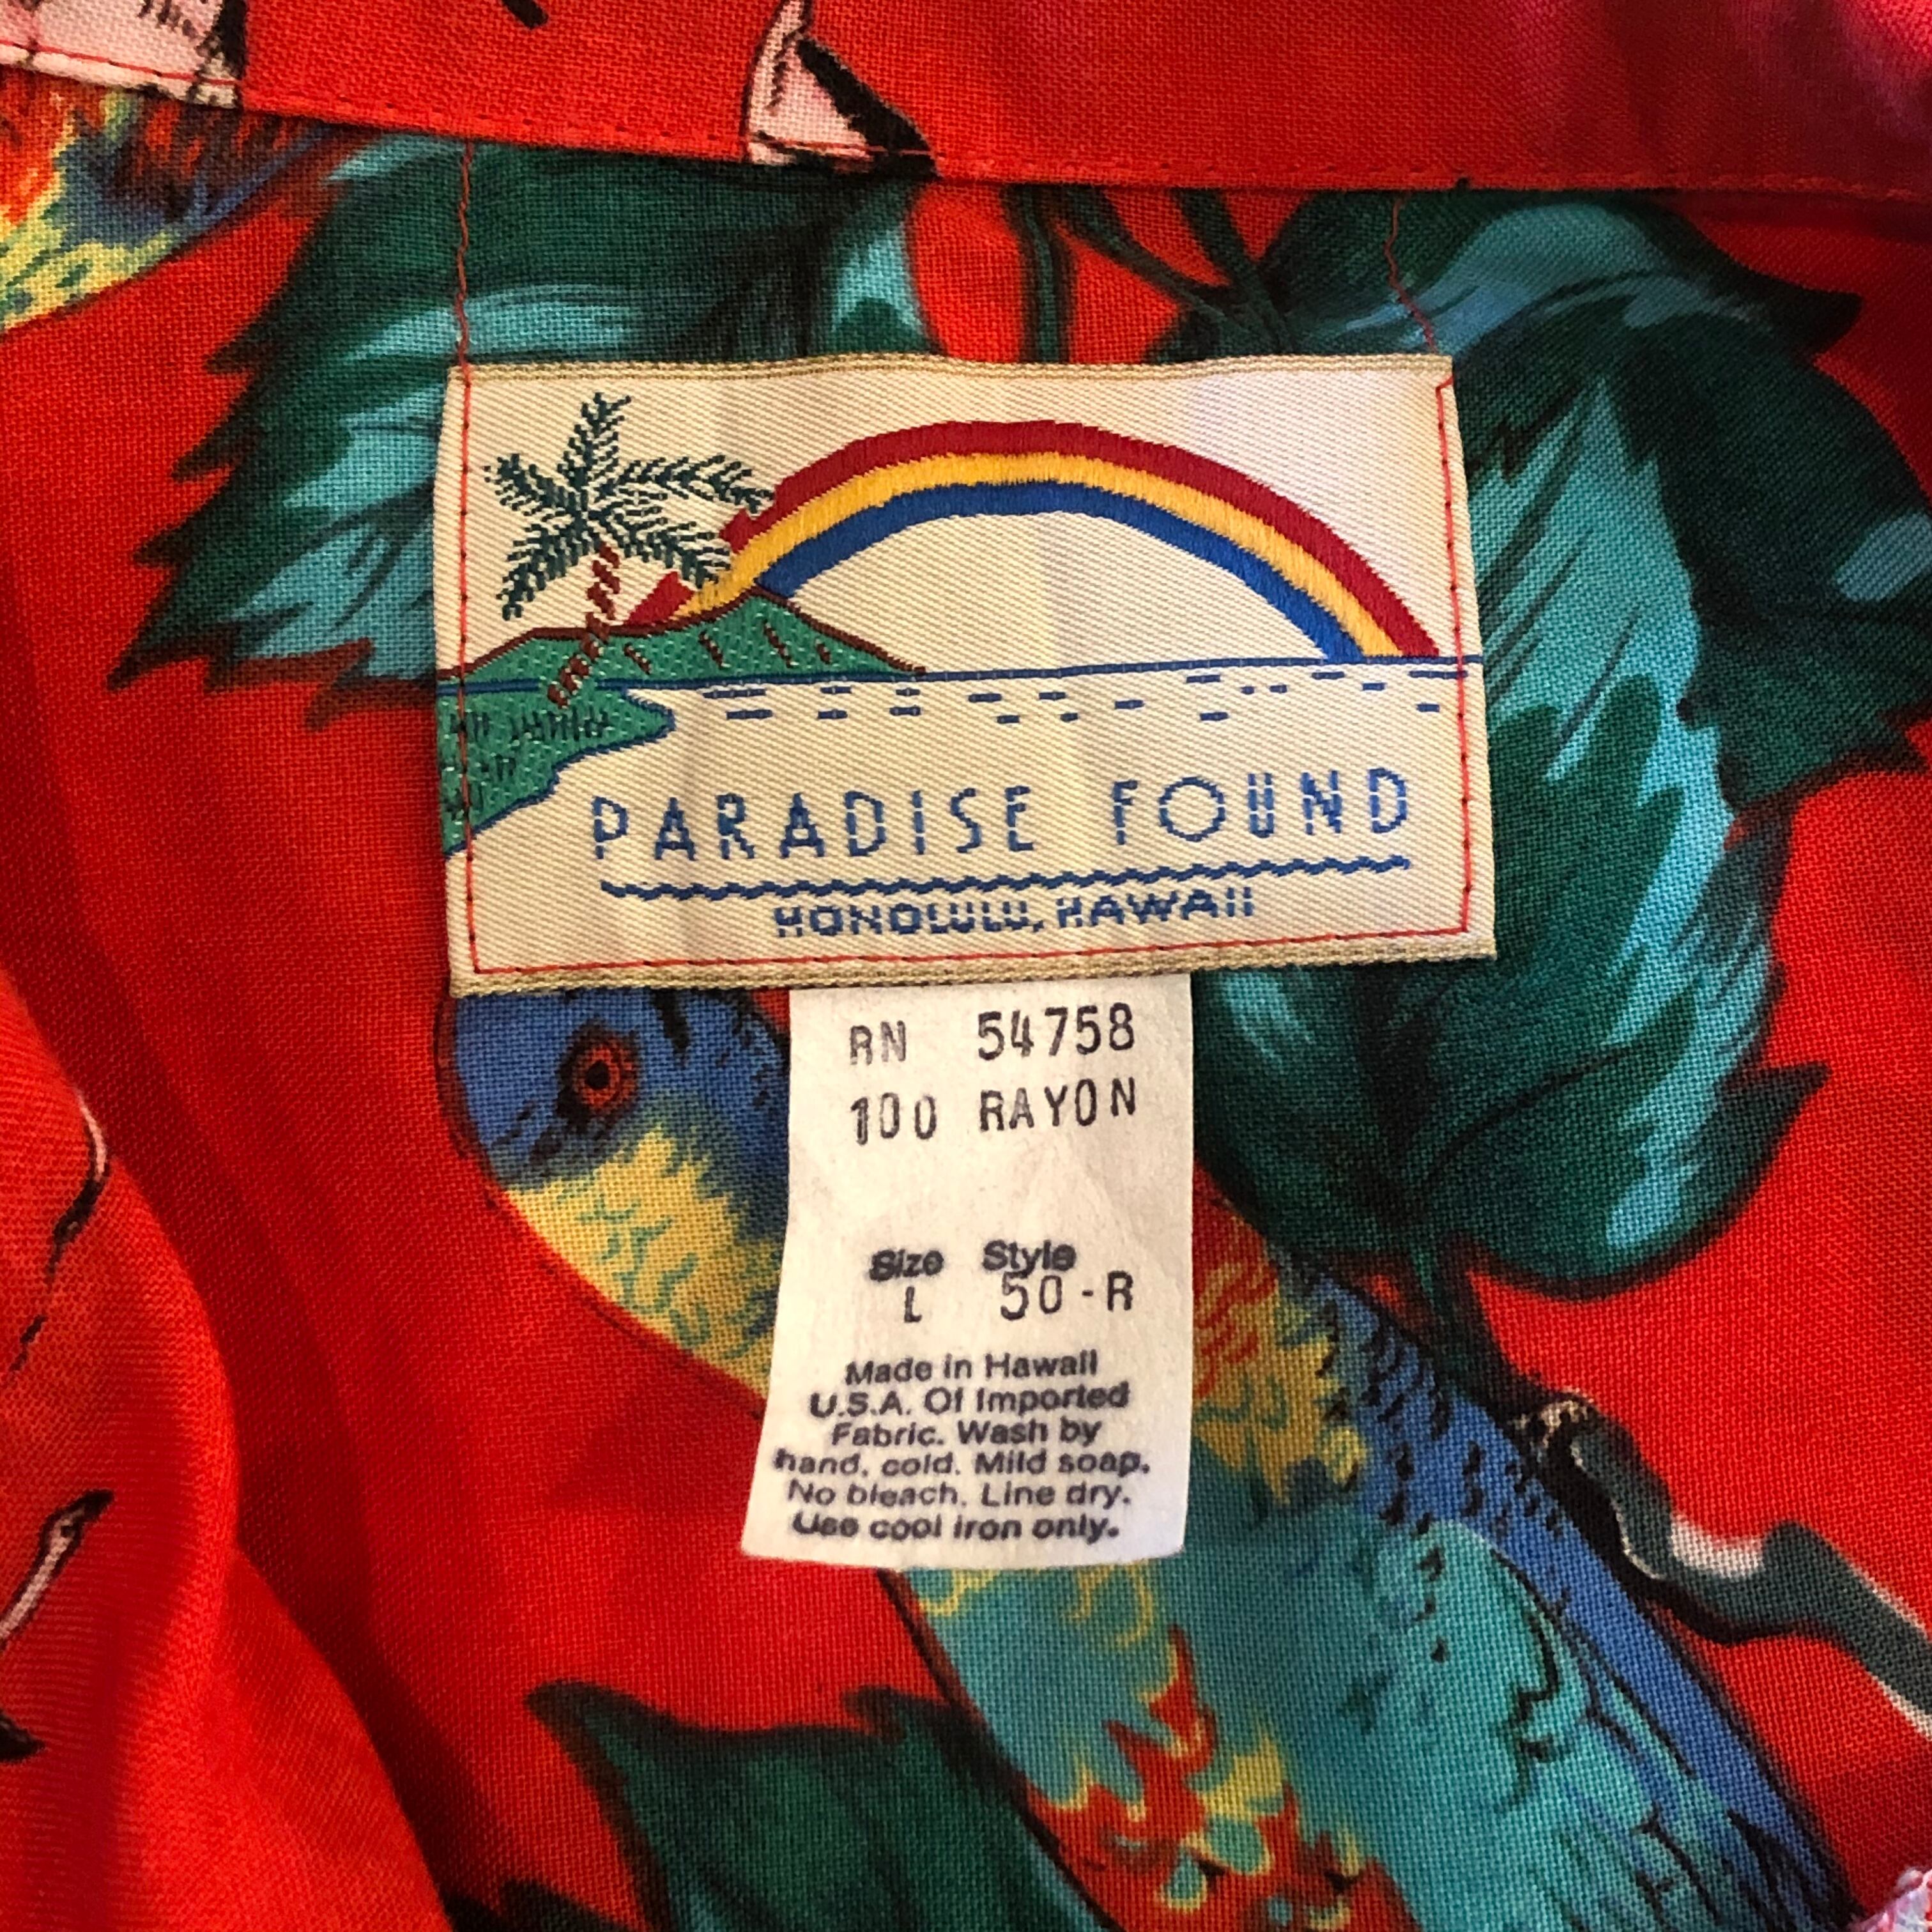 PARADISE FOUND
HONOLULU, HAWAII
RN 54758
100 RAYON
Size Style
L 50-R
Made in Hawaii
U.S.A. Of Imported
Fabric. Wash by
hand, cold. Mild soap.
No bleach. Line dry.
Use cool iron only.